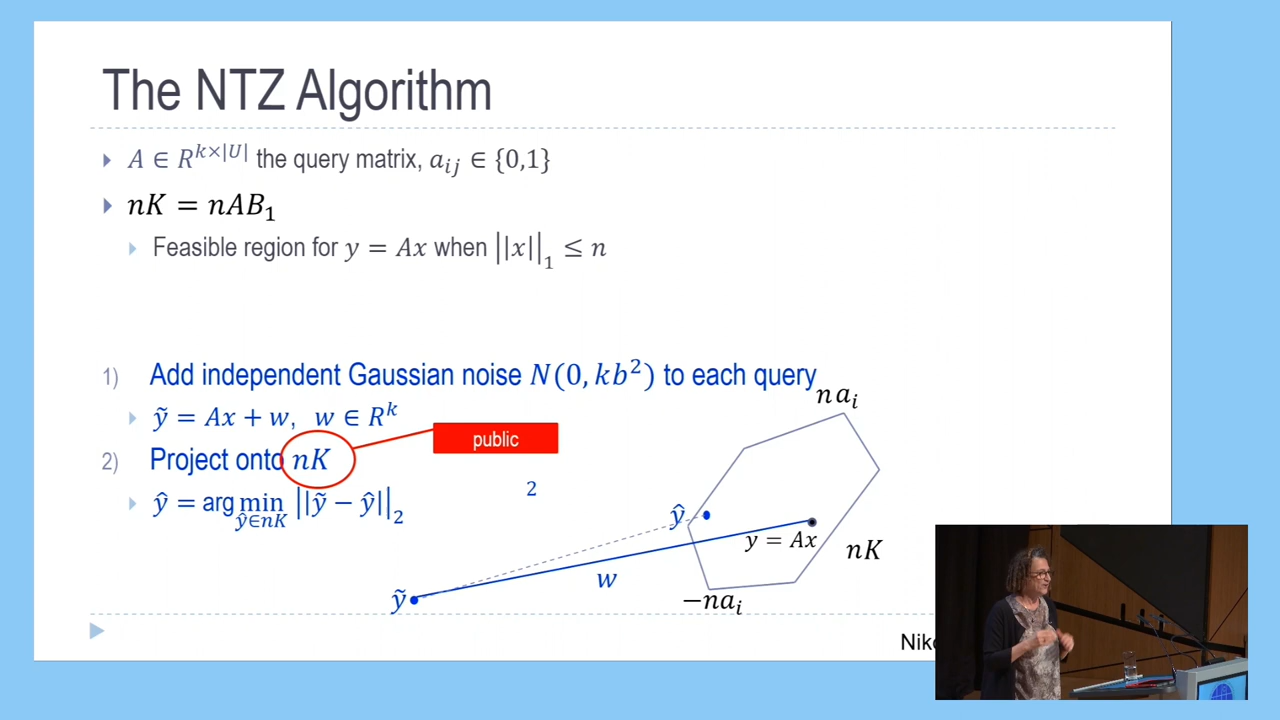 The NTZ Algorithm
A ∈ R^{k×|U|} the query matrix, a_{ij} ∈ {0,1}
nK = nAB_1
Feasible region for y = Ax when ||x||_1 ≤ n
1) Add independent Gaussian noise N(0, kb^2) to each query
ỹ = Ax + w, w ∈ R^k
2) Project onto nK
public
ŷ = arg min_{ŷ∈nK} ||ỹ − ŷ||_2
2
na_i
ŷ
y = Ax
nK
w
ỹ
−na_i